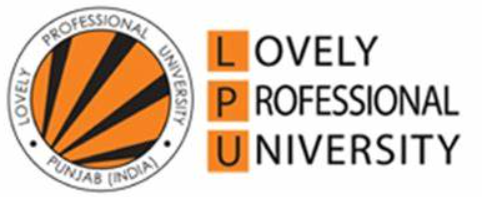 LOVELY PROFESSIONAL UNIVERSITY
• PUNJAB (INDIA) •
LOVELY
PROFESSIONAL
UNIVERSITY